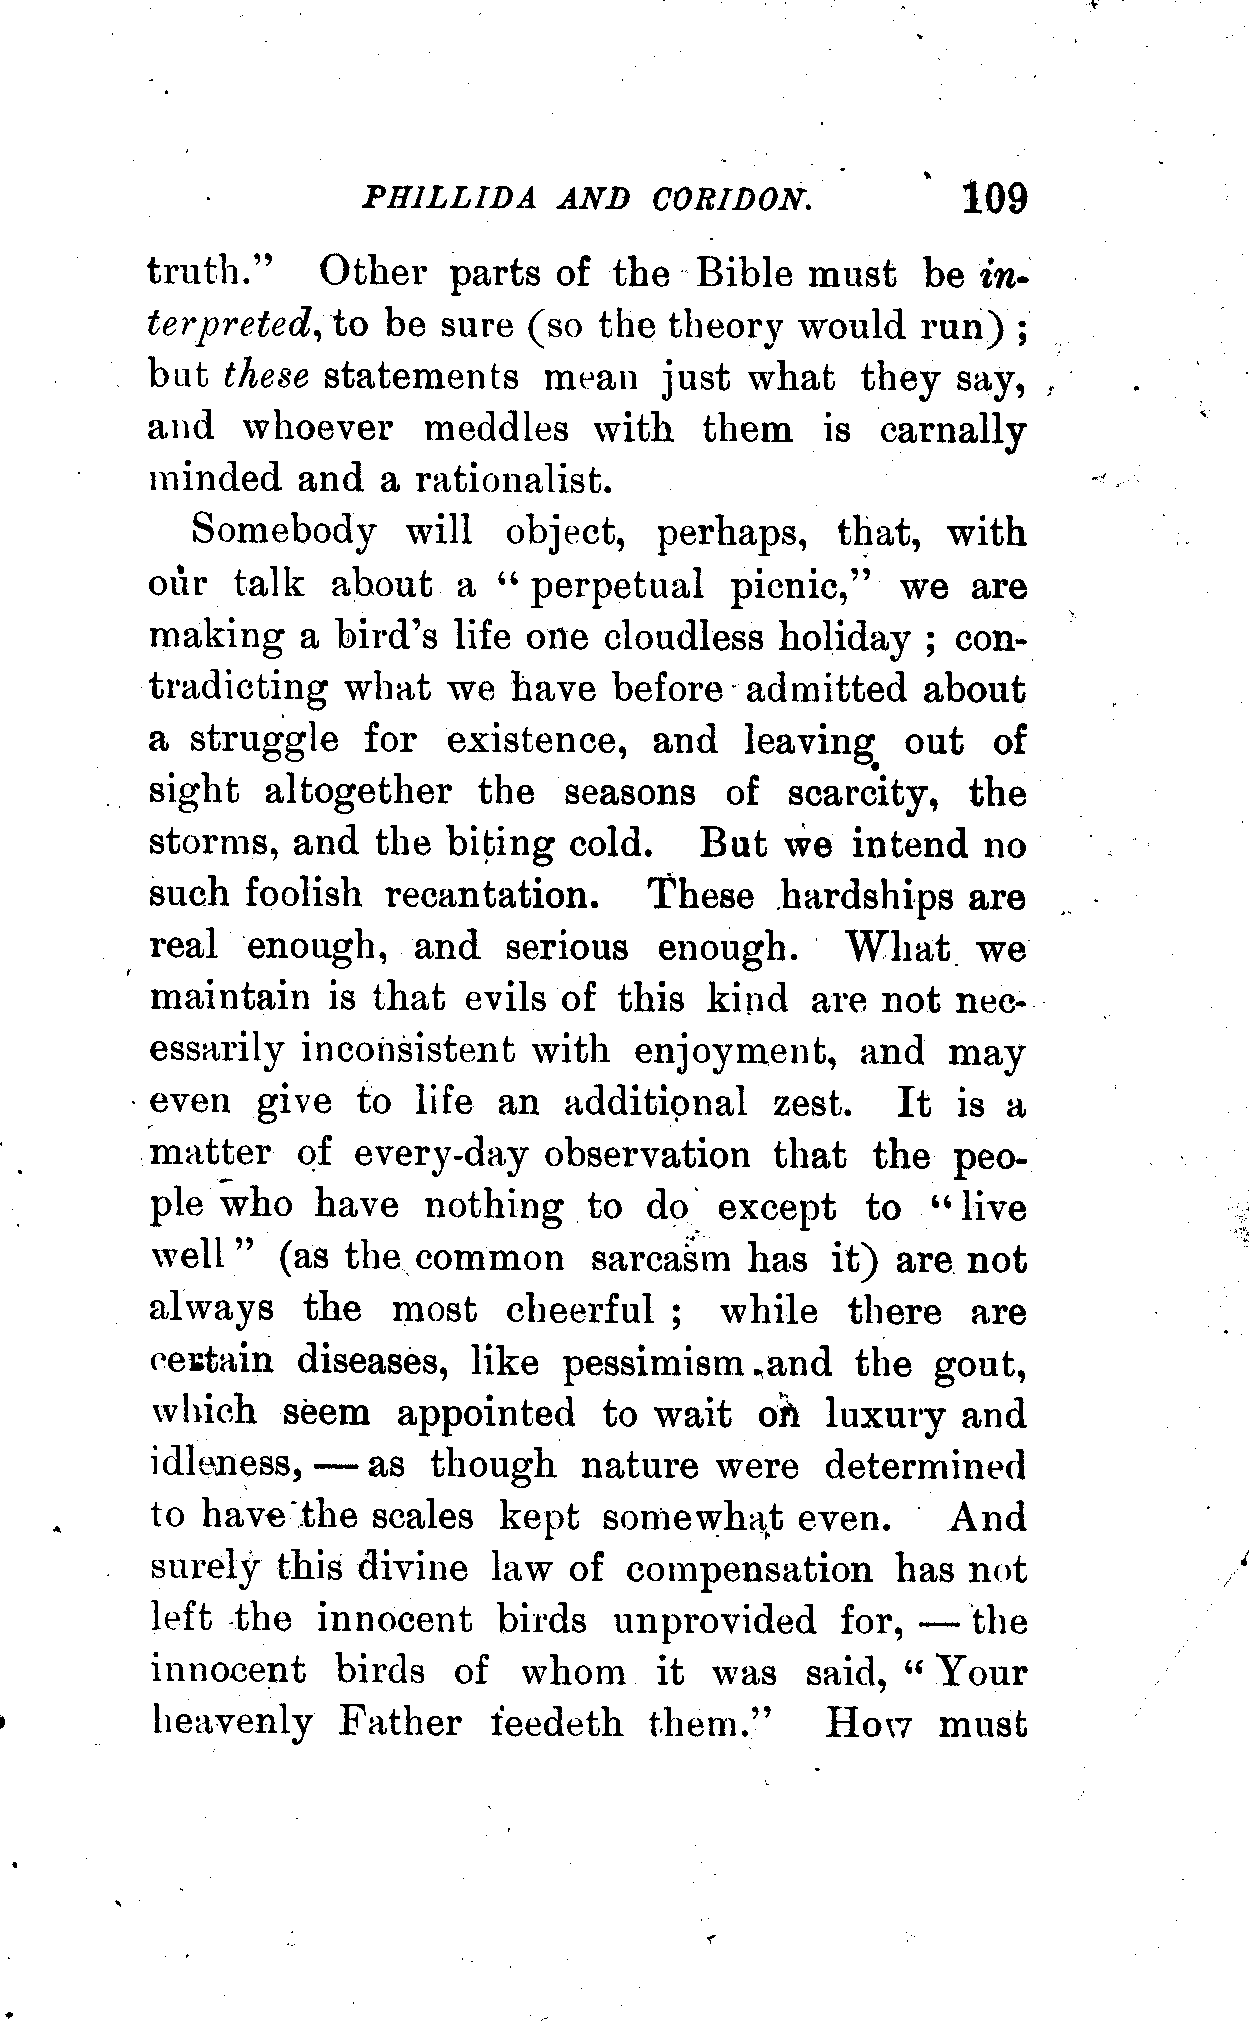 PHILLIDA AND CORIDON. 109
truth." Other parts of the Bible must be in-
terpreted, to be sure (so the theory would run) ;
but these statements mean just what they say,
and whoever meddles with them is carnally
minded and a rationalist.
Somebody will object, perhaps, that, with
our talk about a " perpetual picnic," we are
making a bird's life one cloudless holiday ; con-
tradicting what we have before admitted about
a struggle for existence, and leaving out of
sight altogether the seasons of scarcity, the
storms, and the biting cold. But we intend no
such foolish recantation. These hardships are
real enough, and serious enough. What we
maintain is that evils of this kind are not nec-
essarily inconsistent with enjoyment, and may
even give to life an additional zest. It is a
matter of every-day observation that the peo-
ple who have nothing to do except to " live
well " (as the common sarcasm has it) are not
always the most cheerful ; while there are
certain diseases, like pessimism and the gout,
which seem appointed to wait on luxury and
idleness, — as though nature were determined
to have the scales kept somewhat even. And
surely this divine law of compensation has not
left the innocent birds unprovided for, — the
innocent birds of whom it was said, " Your
heavenly Father feedeth them." How must